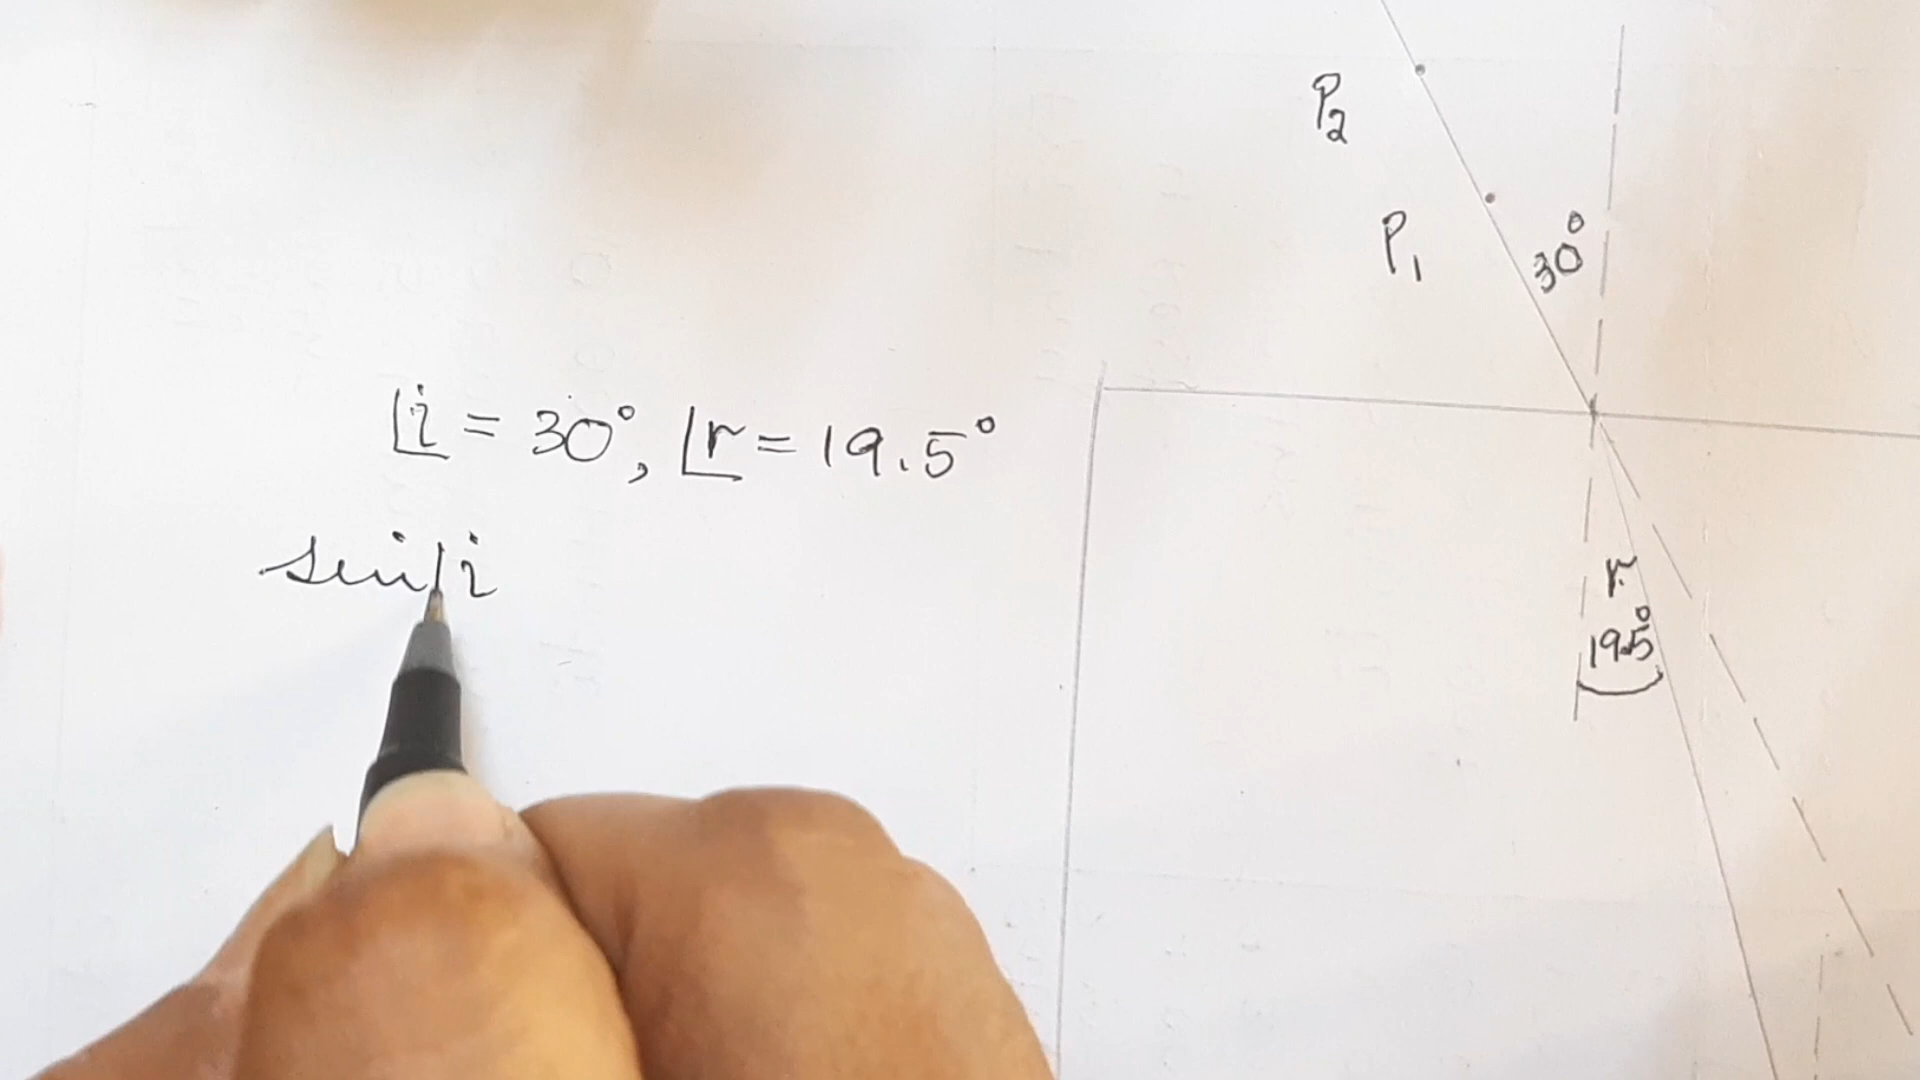 P2
P1
30°
∠i = 30°, ∠r = 19.5°
sin∠i
r
19.5°